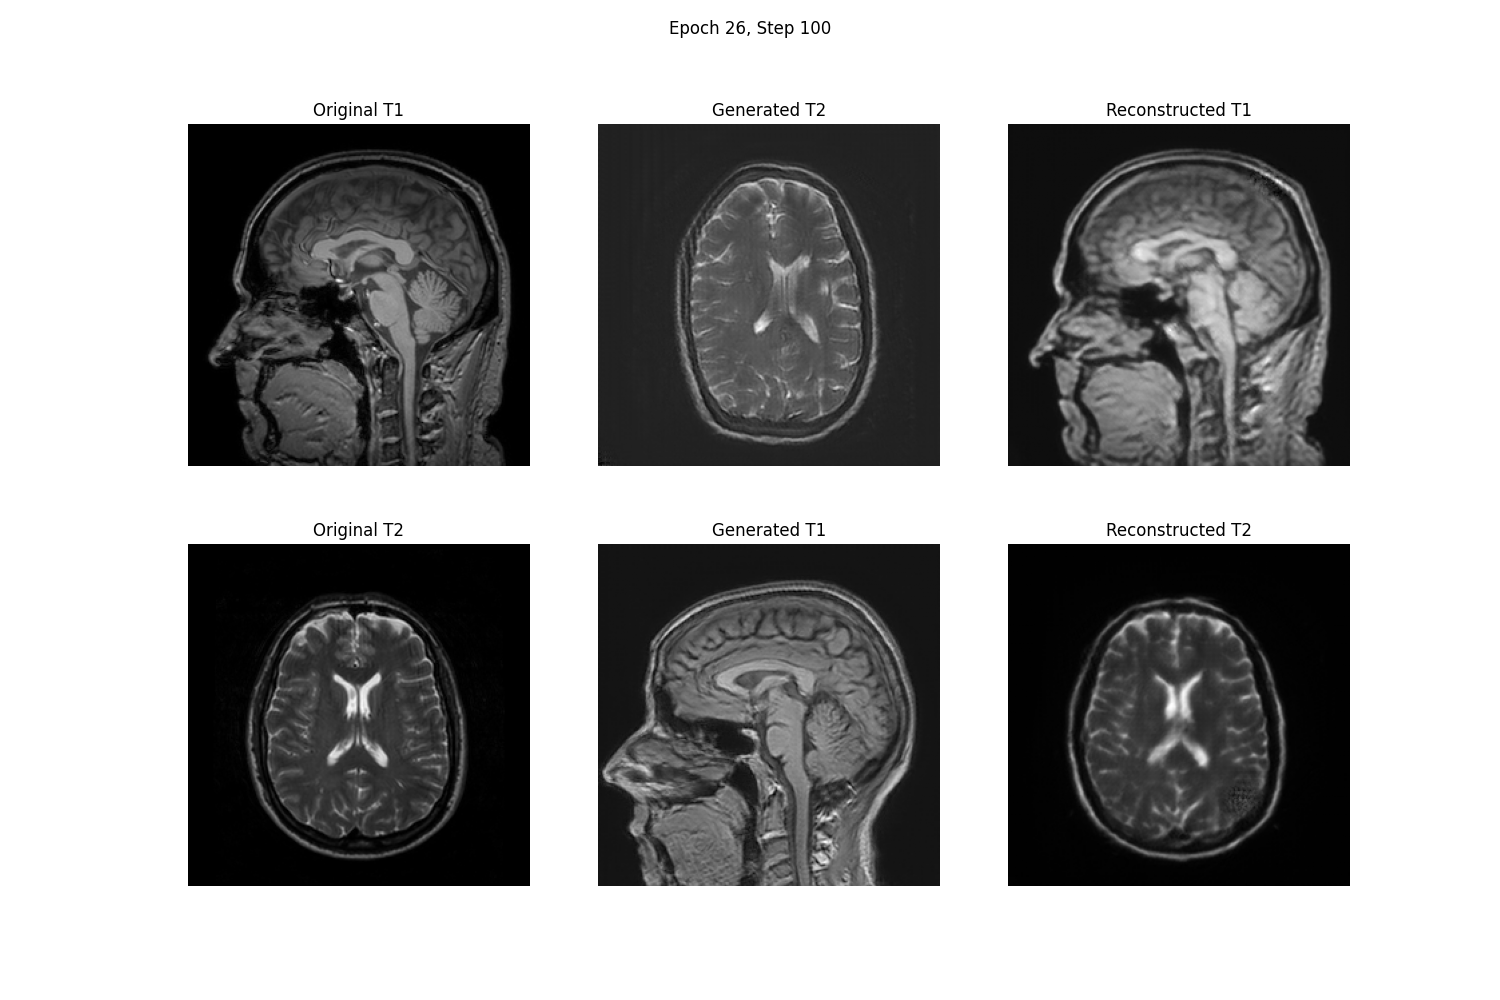 Epoch 26, Step 100
Original T1
Generated T2
Reconstructed T1
Original T2
Generated T1
Reconstructed T2